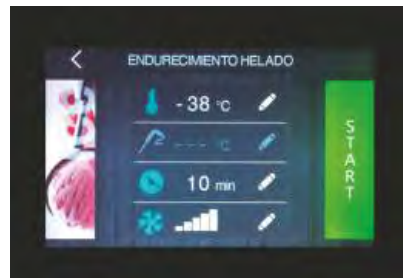 ENDURECIMIENTO HELADO
- 38 °C
- - - °C
10 min
START